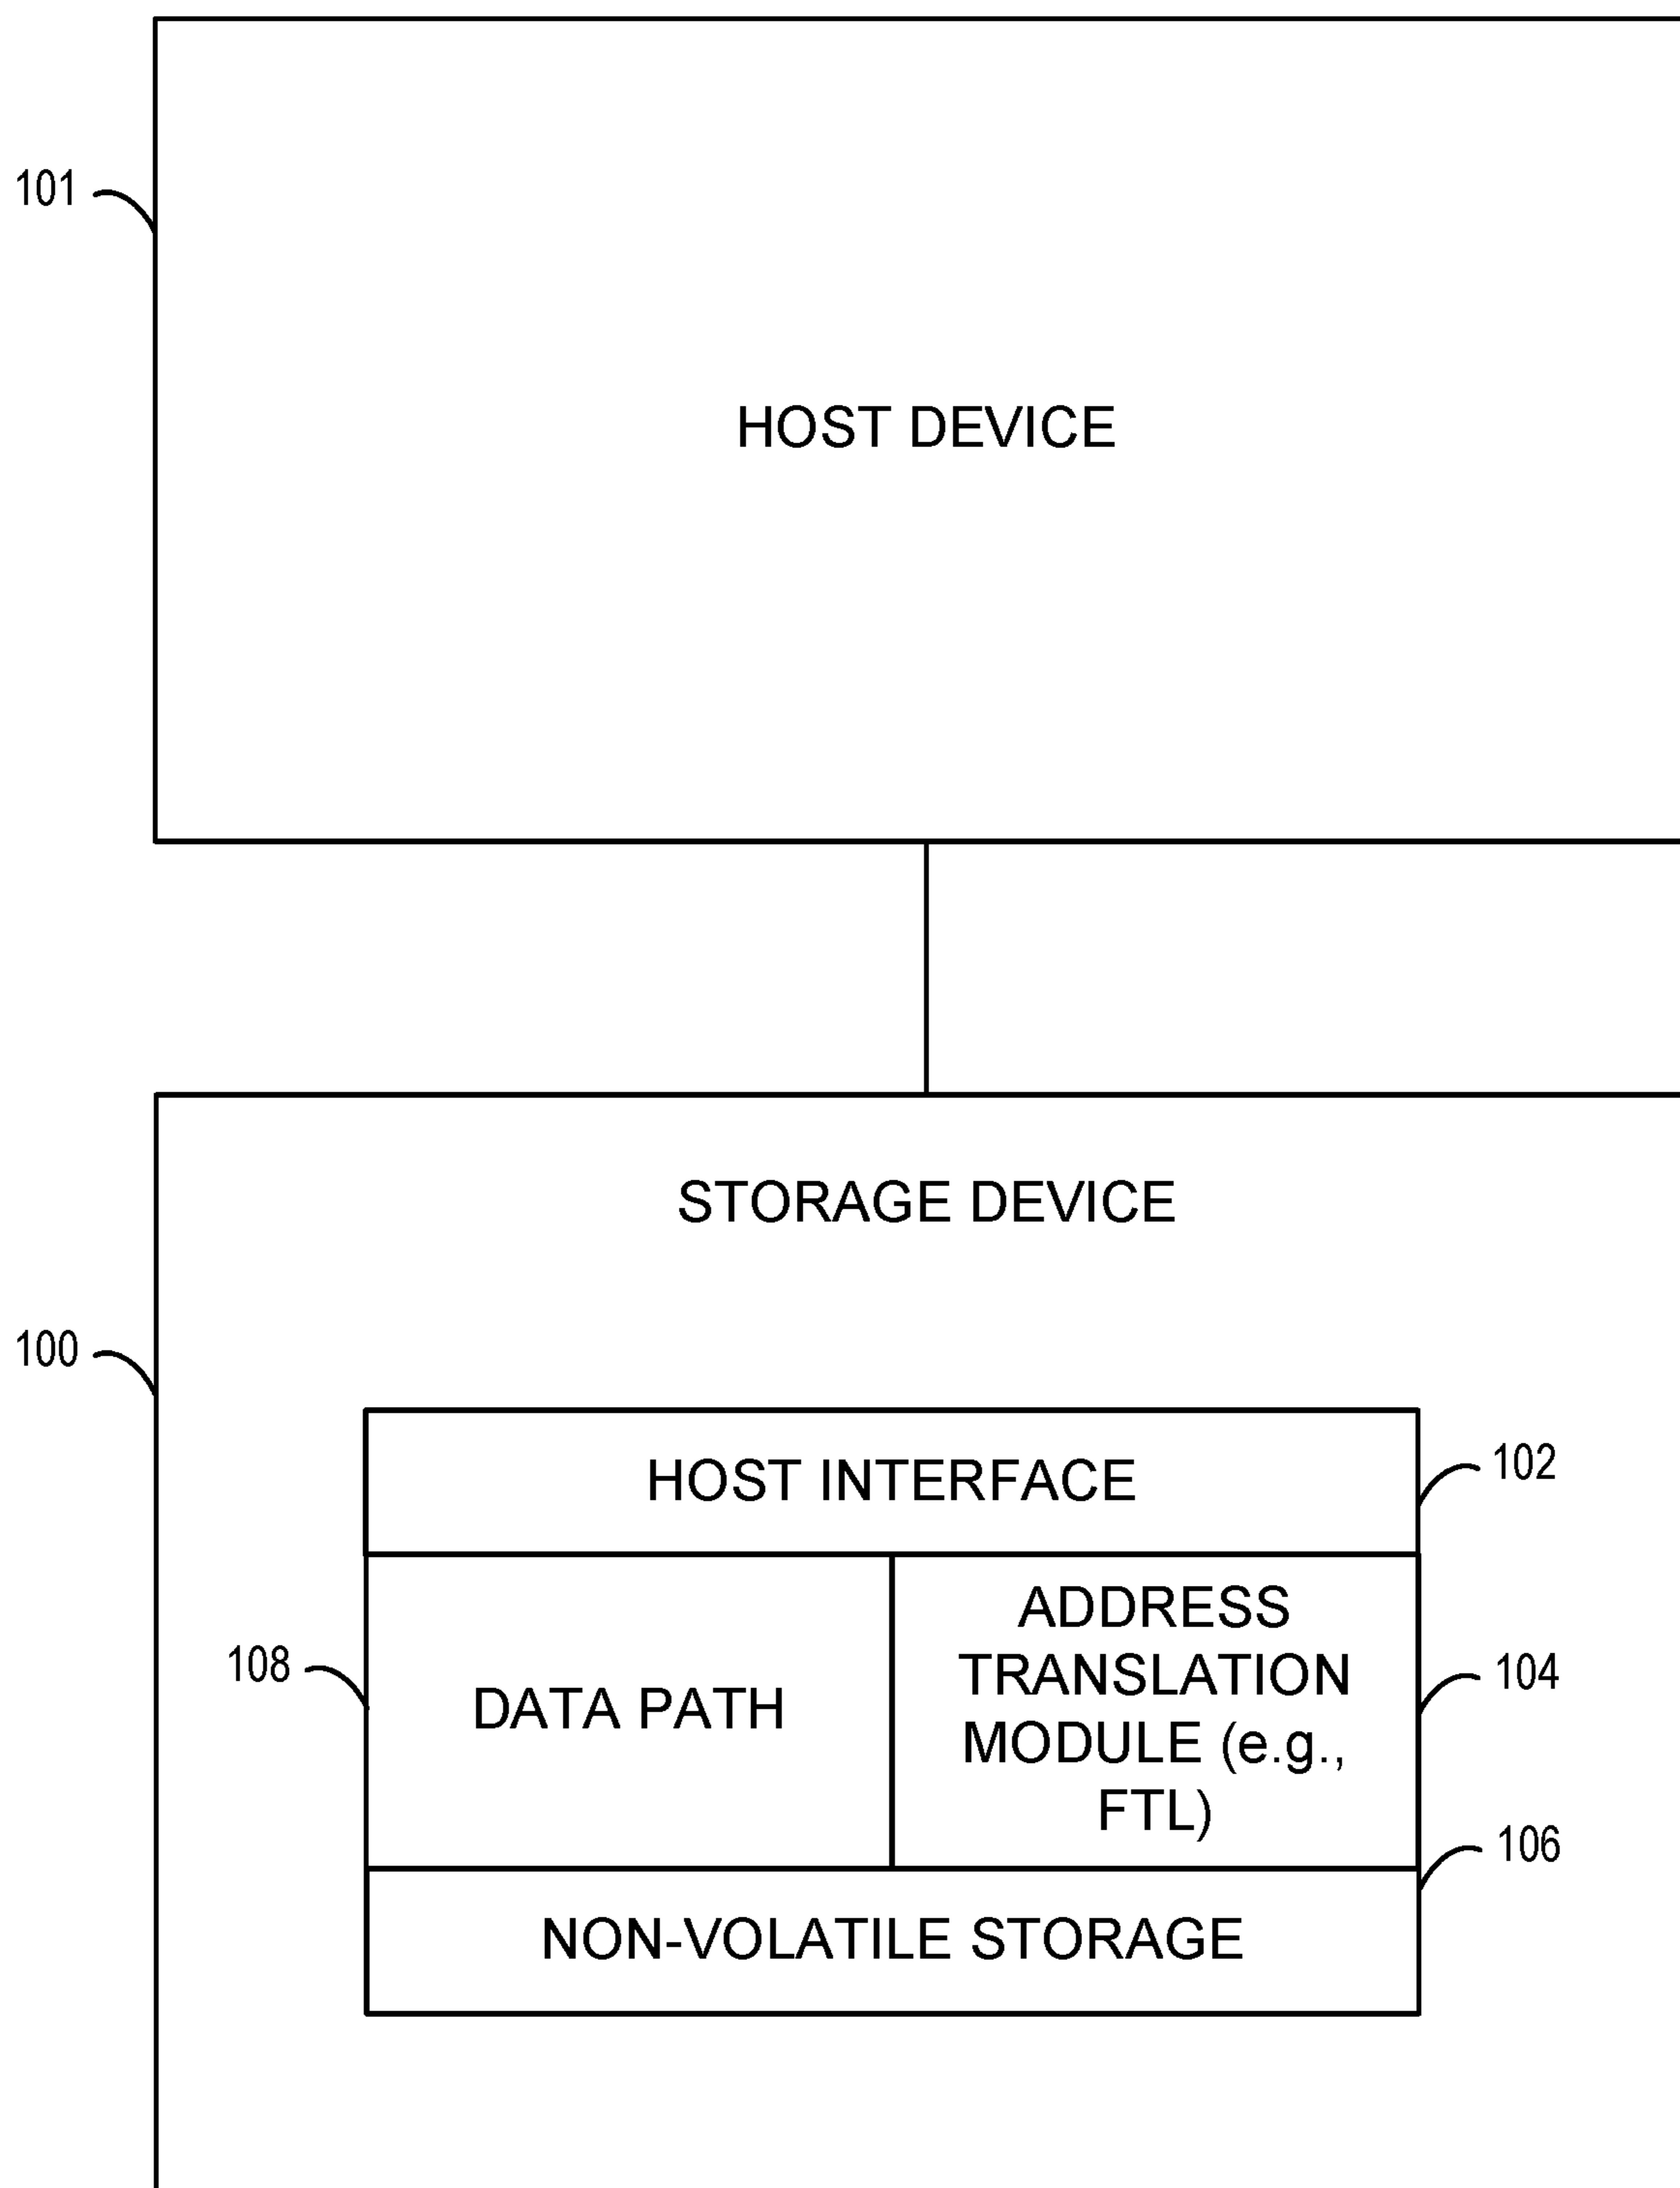 101
HOST DEVICE
STORAGE DEVICE
100
HOST INTERFACE
102
108
DATA PATH
ADDRESS
TRANSLATION
MODULE (e.g.,
FTL)
104
106
NON-VOLATILE STORAGE